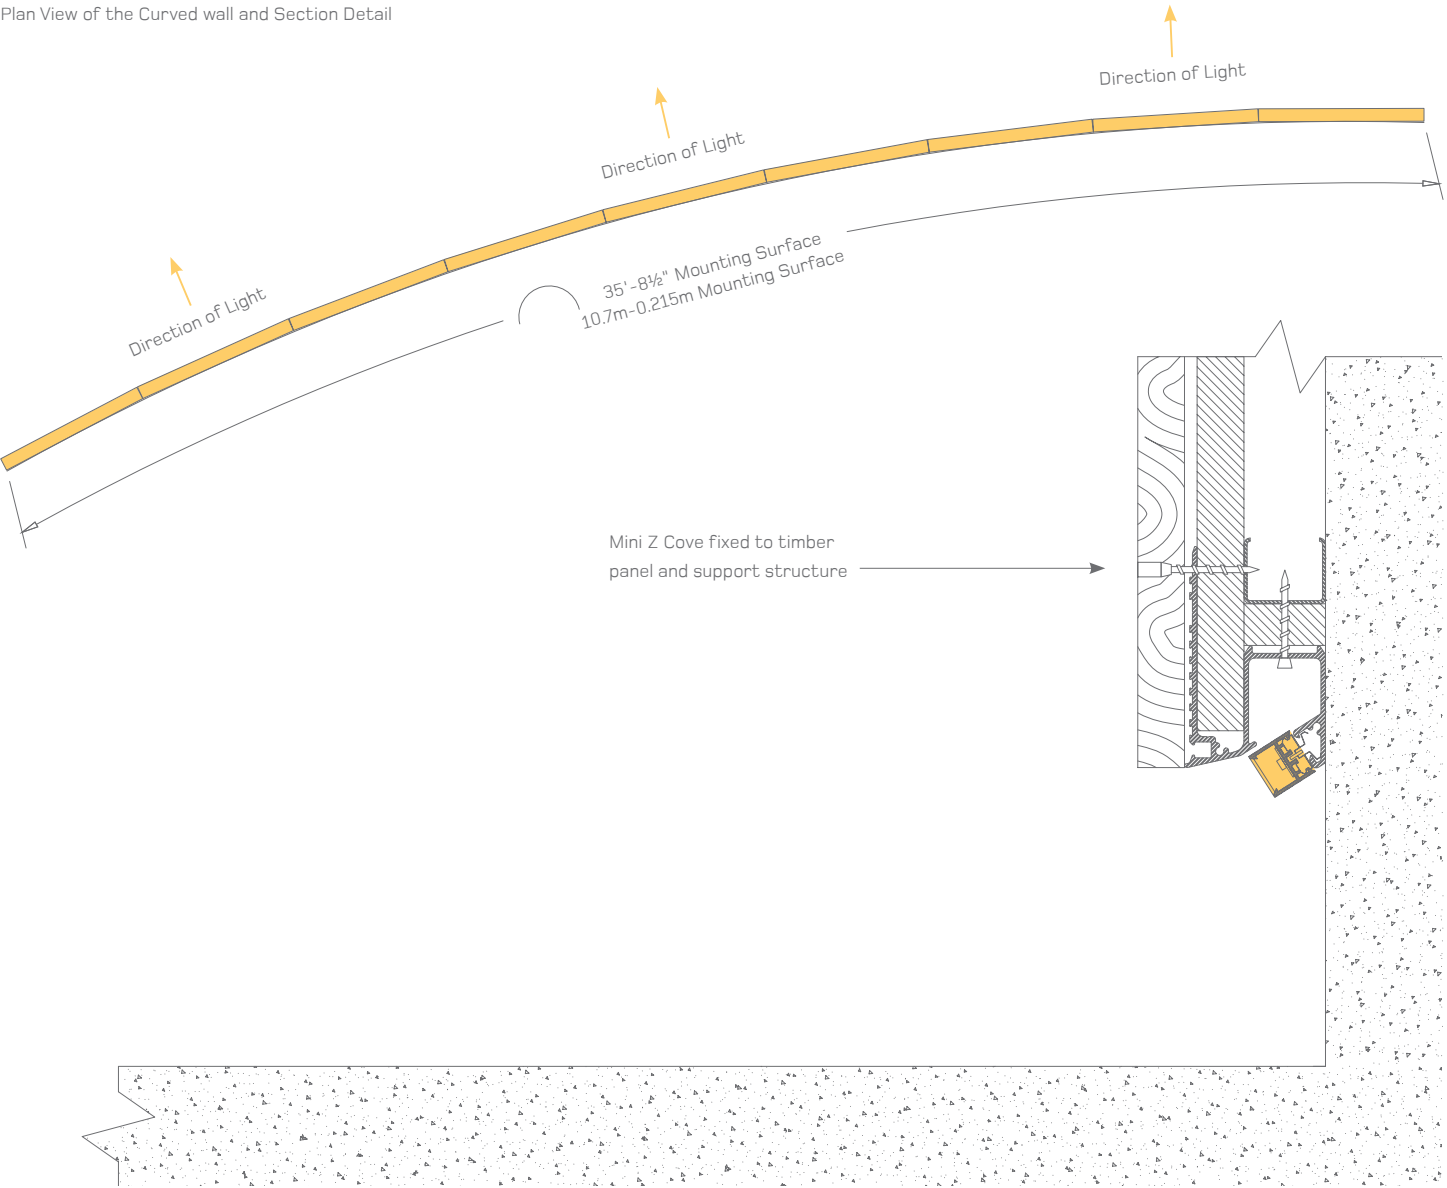 Plan View of the Curved wall and Section Detail
Direction of Light
Direction of Light
Direction of Light
35'-8½" Mounting Surface
10.7m-0.215m Mounting Surface
Mini Z Cove fixed to timber
panel and support structure